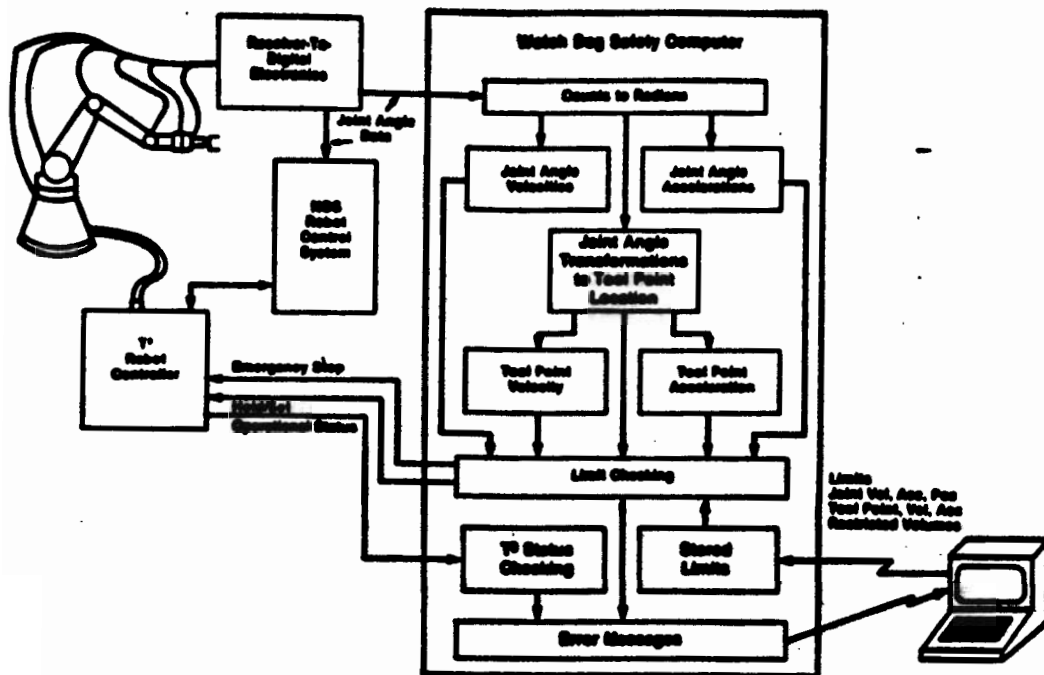 Resolver-To-
Digital
Electronics
Watch Dog Safety Computer
Counts to Radians
Joint Angle
Data
Joint Angle
Velocities
Joint Angle
Accelerations
NBS
Robot
Control
System
Joint Angle
Transformations
to Tool Point
Location
T³
Robot
Controller
Emergency Stop
Tool Point
Velocity
Tool Point
Acceleration
Operational Status
Limit Checking
Limits
Joint Vel, Acc, Pos
Tool Point, Vel, Acc
Restricted Volumes
T³ Status
Checking
Stored
Limits
Error Messages